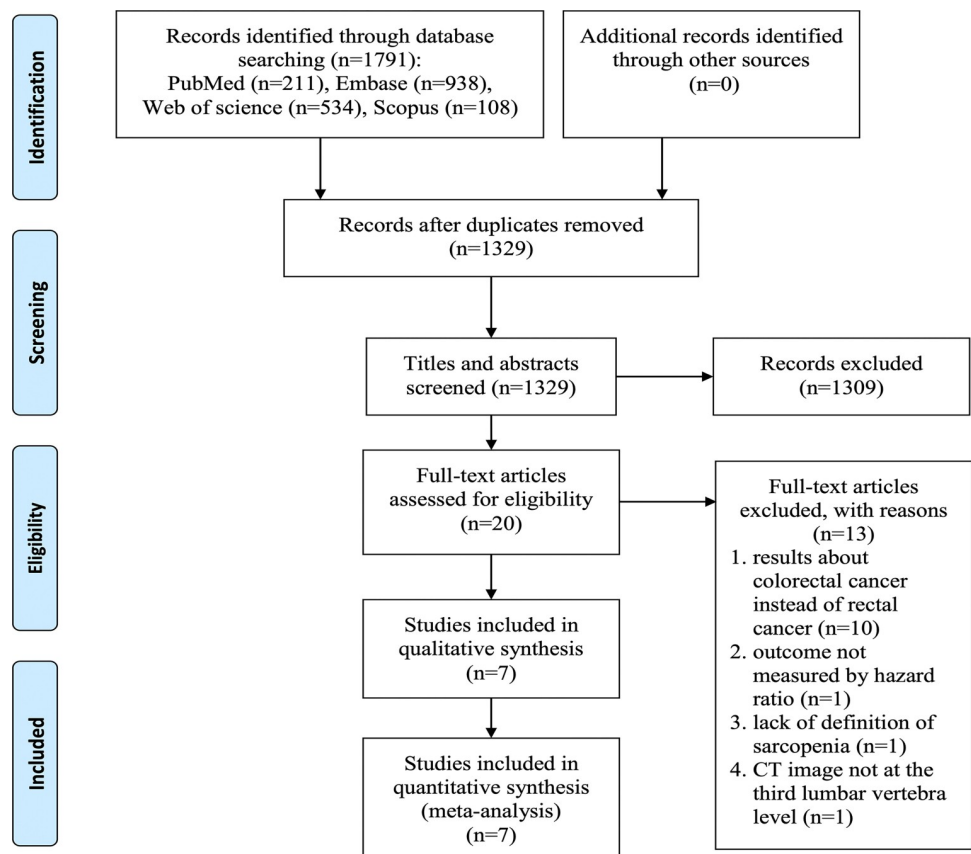 Identification
Records identified through database
searching (n=1791):
PubMed (n=211), Embase (n=938),
Web of science (n=534), Scopus (n=108)
Additional records identified
through other sources
(n=0)
Records after duplicates removed
(n=1329)
Screening
Titles and abstracts
screened (n=1329)
Records excluded
(n=1309)
Eligibility
Full-text articles
assessed for eligibility
(n=20)
Full-text articles
excluded, with reasons
(n=13)
1. results about
colorectal cancer
instead of rectal
cancer (n=10)
2. outcome not
measured by hazard
ratio (n=1)
3. lack of definition of
sarcopenia (n=1)
4. CT image not at the
third lumbar vertebra
level (n=1)
Studies included in
qualitative synthesis
(n=7)
Included
Studies included in
quantitative synthesis
(meta-analysis)
(n=7)